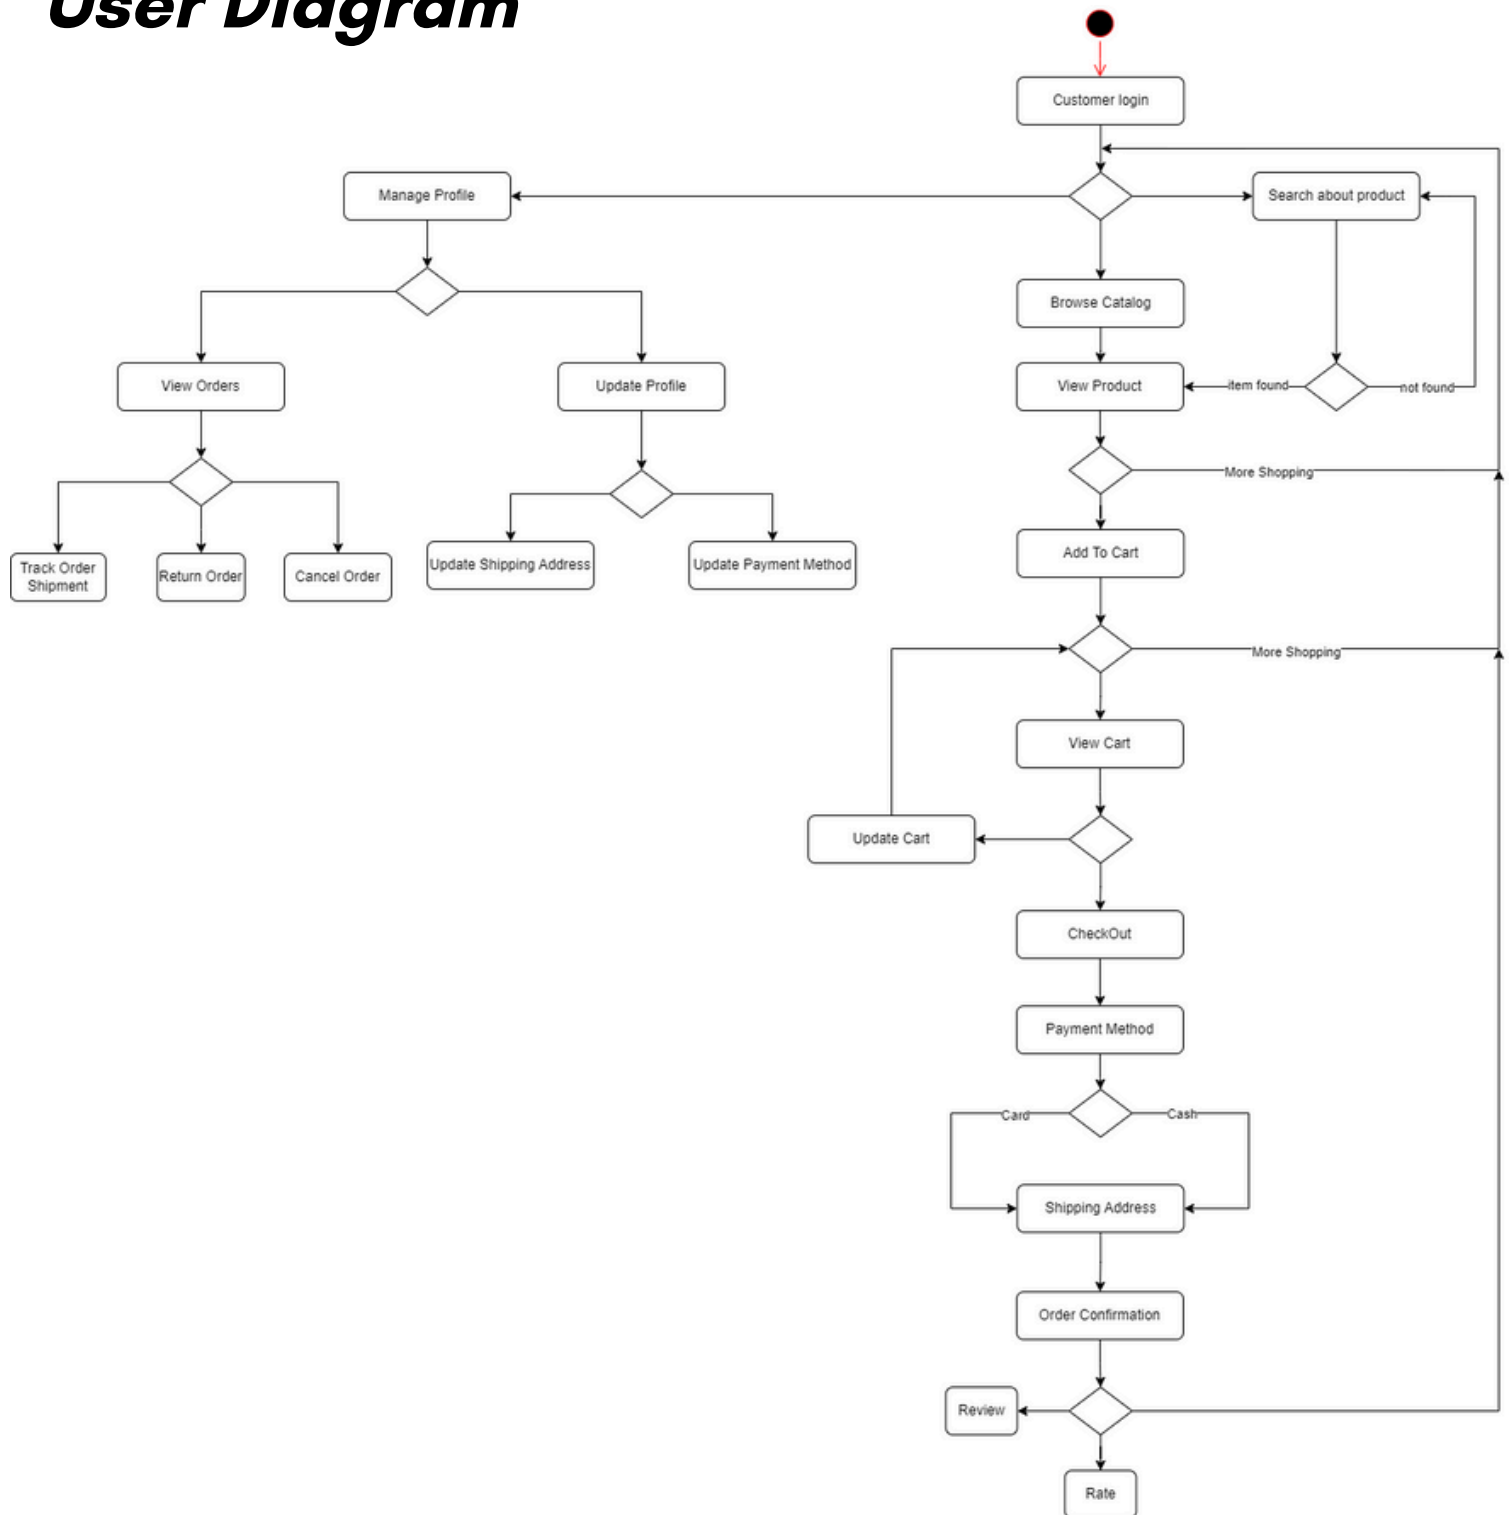 User Diagram
Customer login
Manage Profile
Search about product
Browse Catalog
View Orders
Update Profile
View Product
item found
not found
More Shopping
Add To Cart
Track Order
Shipment
Return Order
Cancel Order
Update Shipping Address
Update Payment Method
More Shopping
View Cart
Update Cart
CheckOut
Payment Method
Card
Cash
Shipping Address
Order Confirmation
Review
Rate